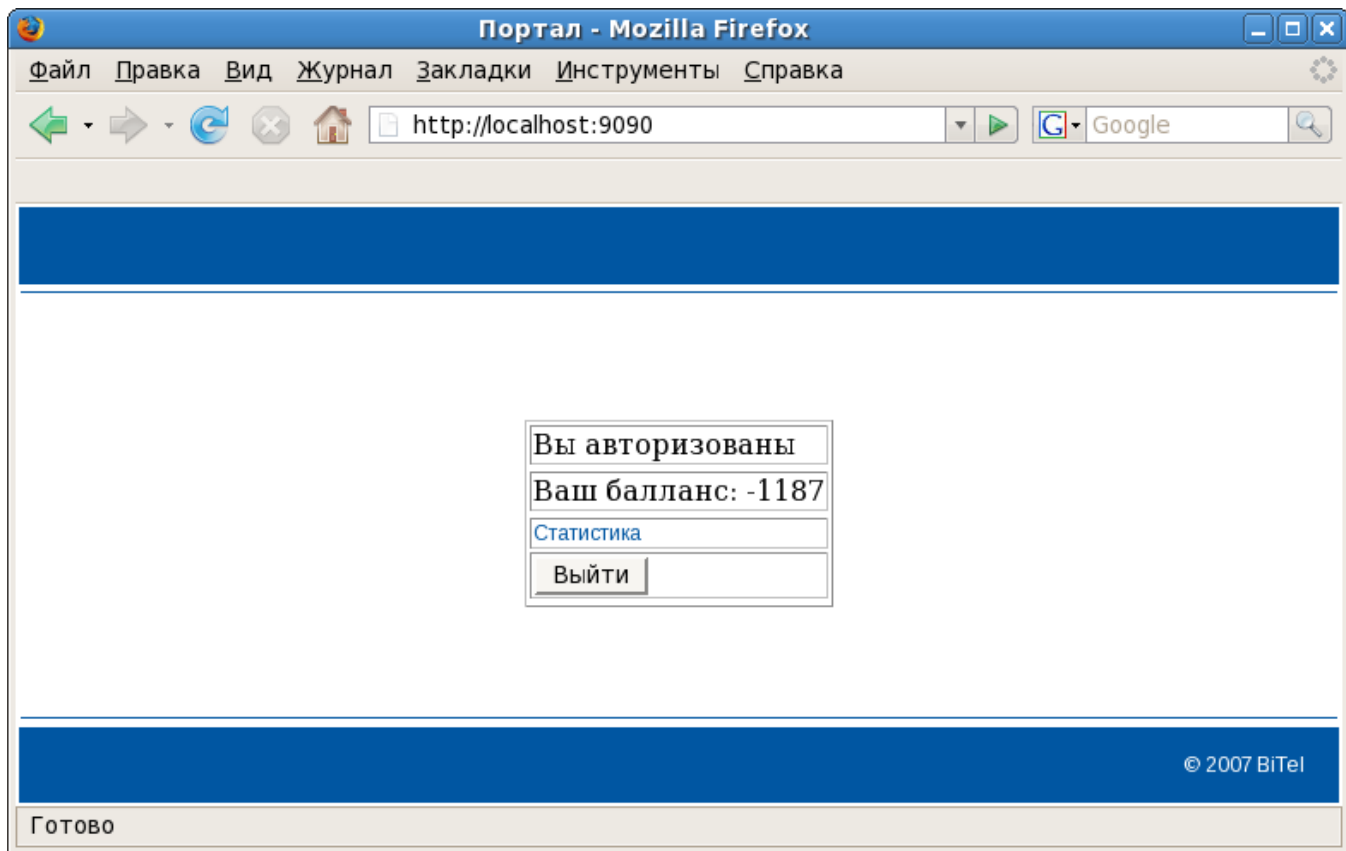 Портал - Mozilla Firefox
Файл Правка Вид Журнал Закладки Инструменты Справка
http://localhost:9090 G Google
Вы авторизованы
Ваш балланс: -1187
Статистика
Выйти
© 2007 BiTel
Готово